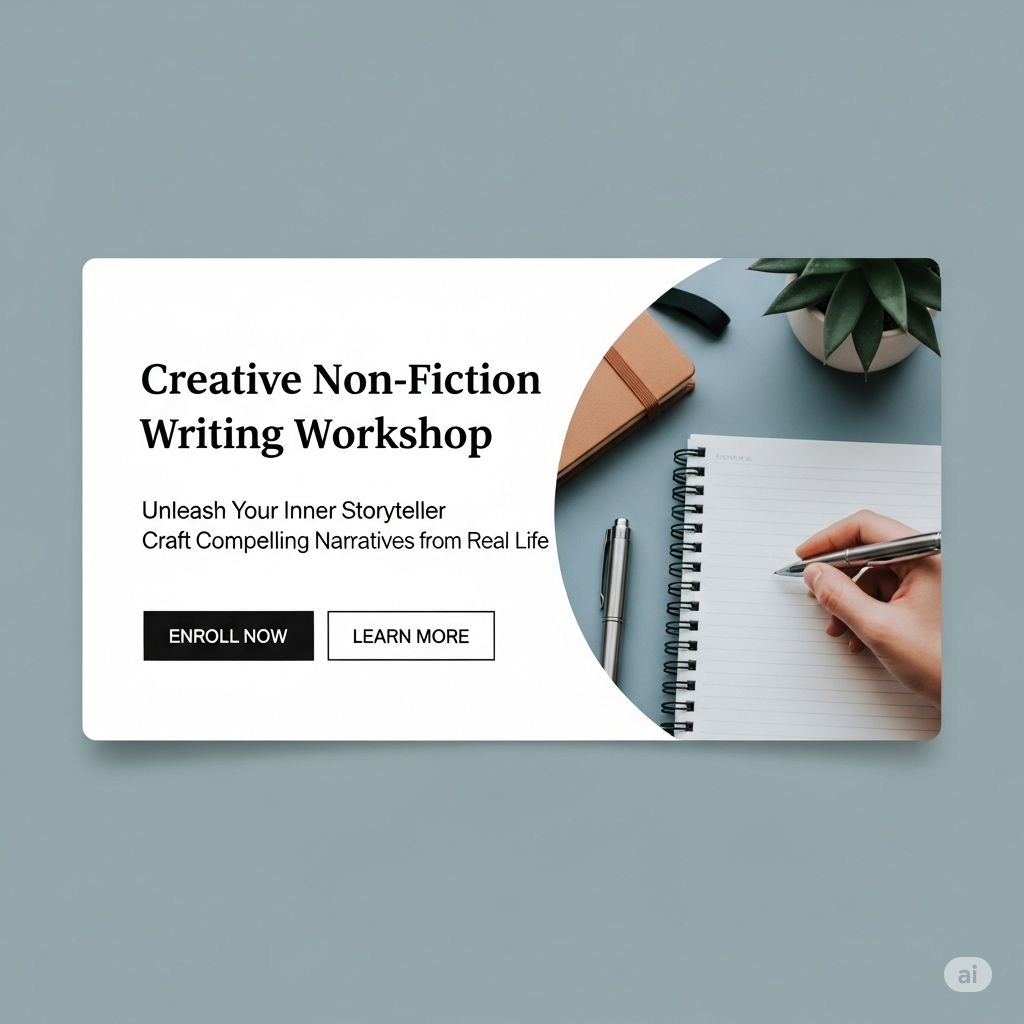 Creative Non-Fiction
Writing Workshop
Unleash Your Inner Storyteller
Craft Compelling Narratives from Real Life
ENROLL NOW
LEARN MORE
ai